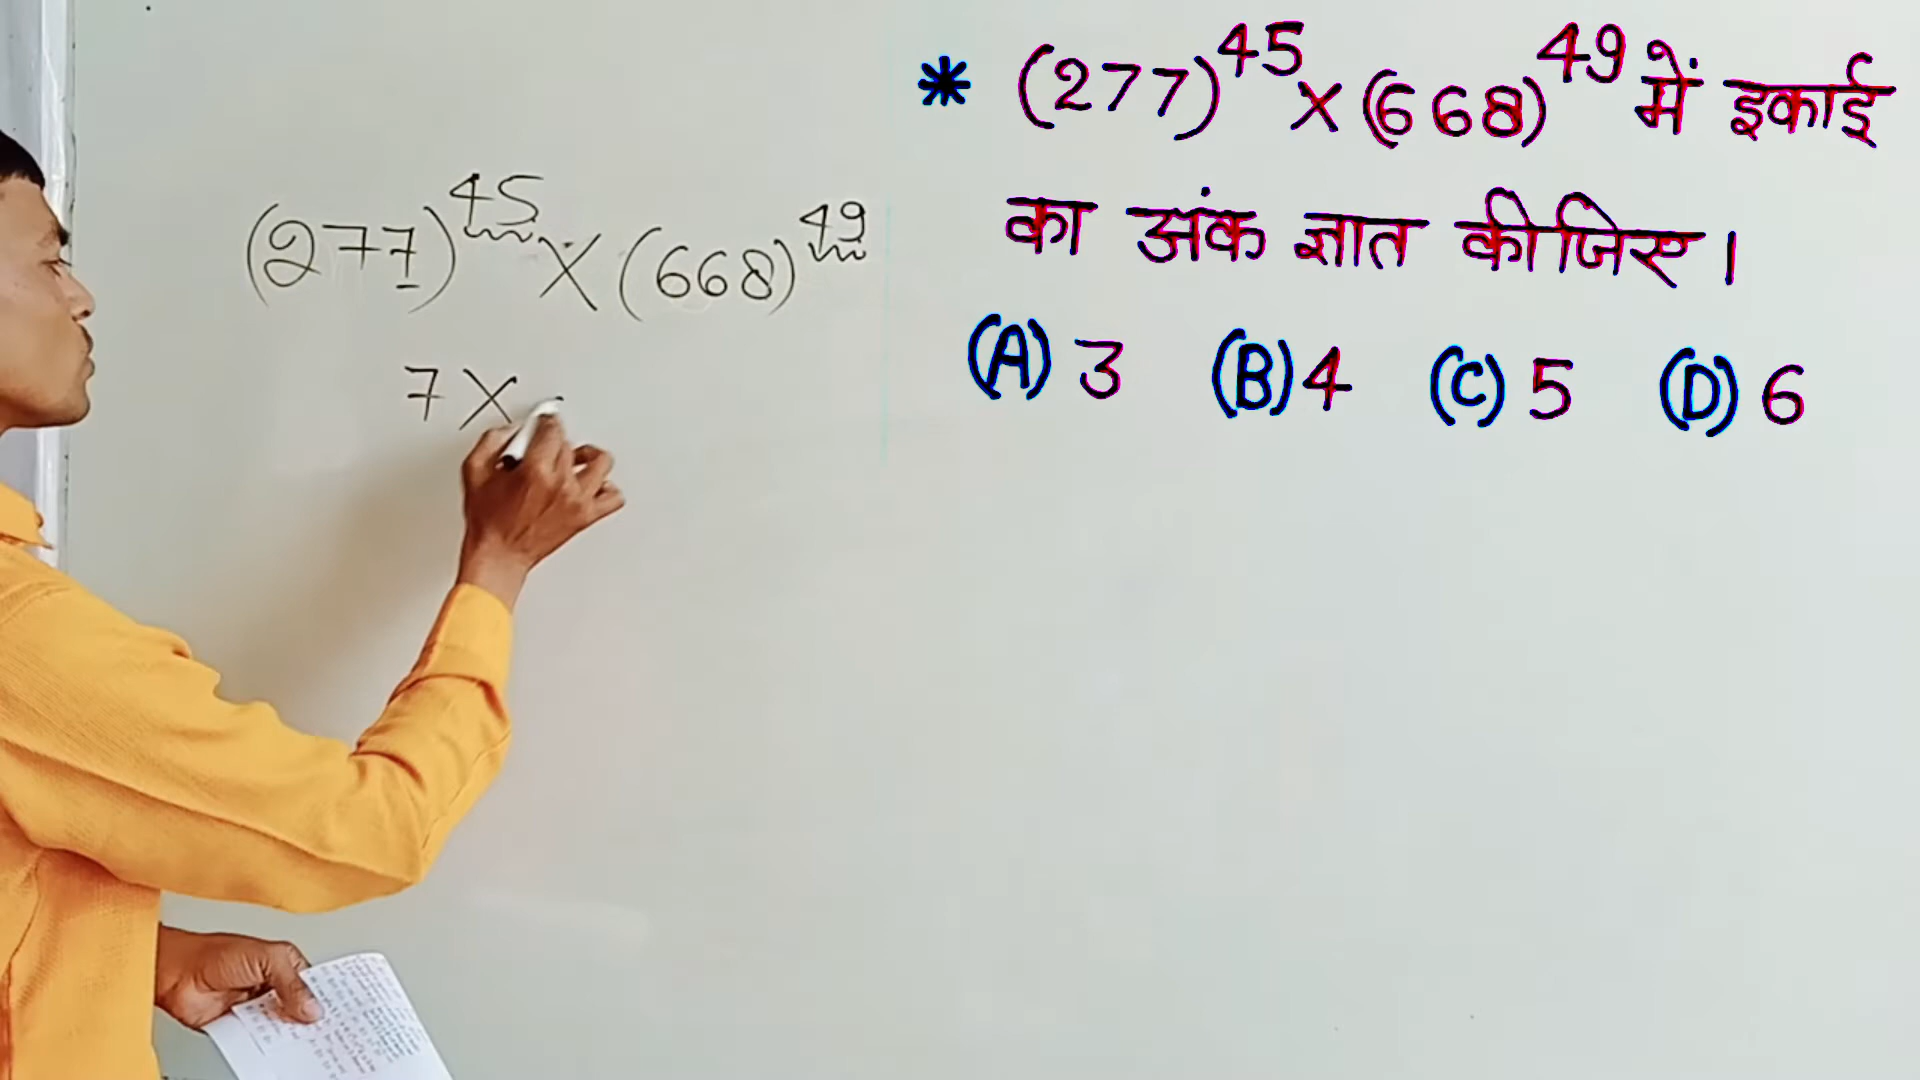 (277)^45 × (668)^49
7 ×
* (277)^45 × (668)^49 में इकाई
का अंक ज्ञात कीजिए।
(A) 3 (B) 4 (C) 5 (D) 6